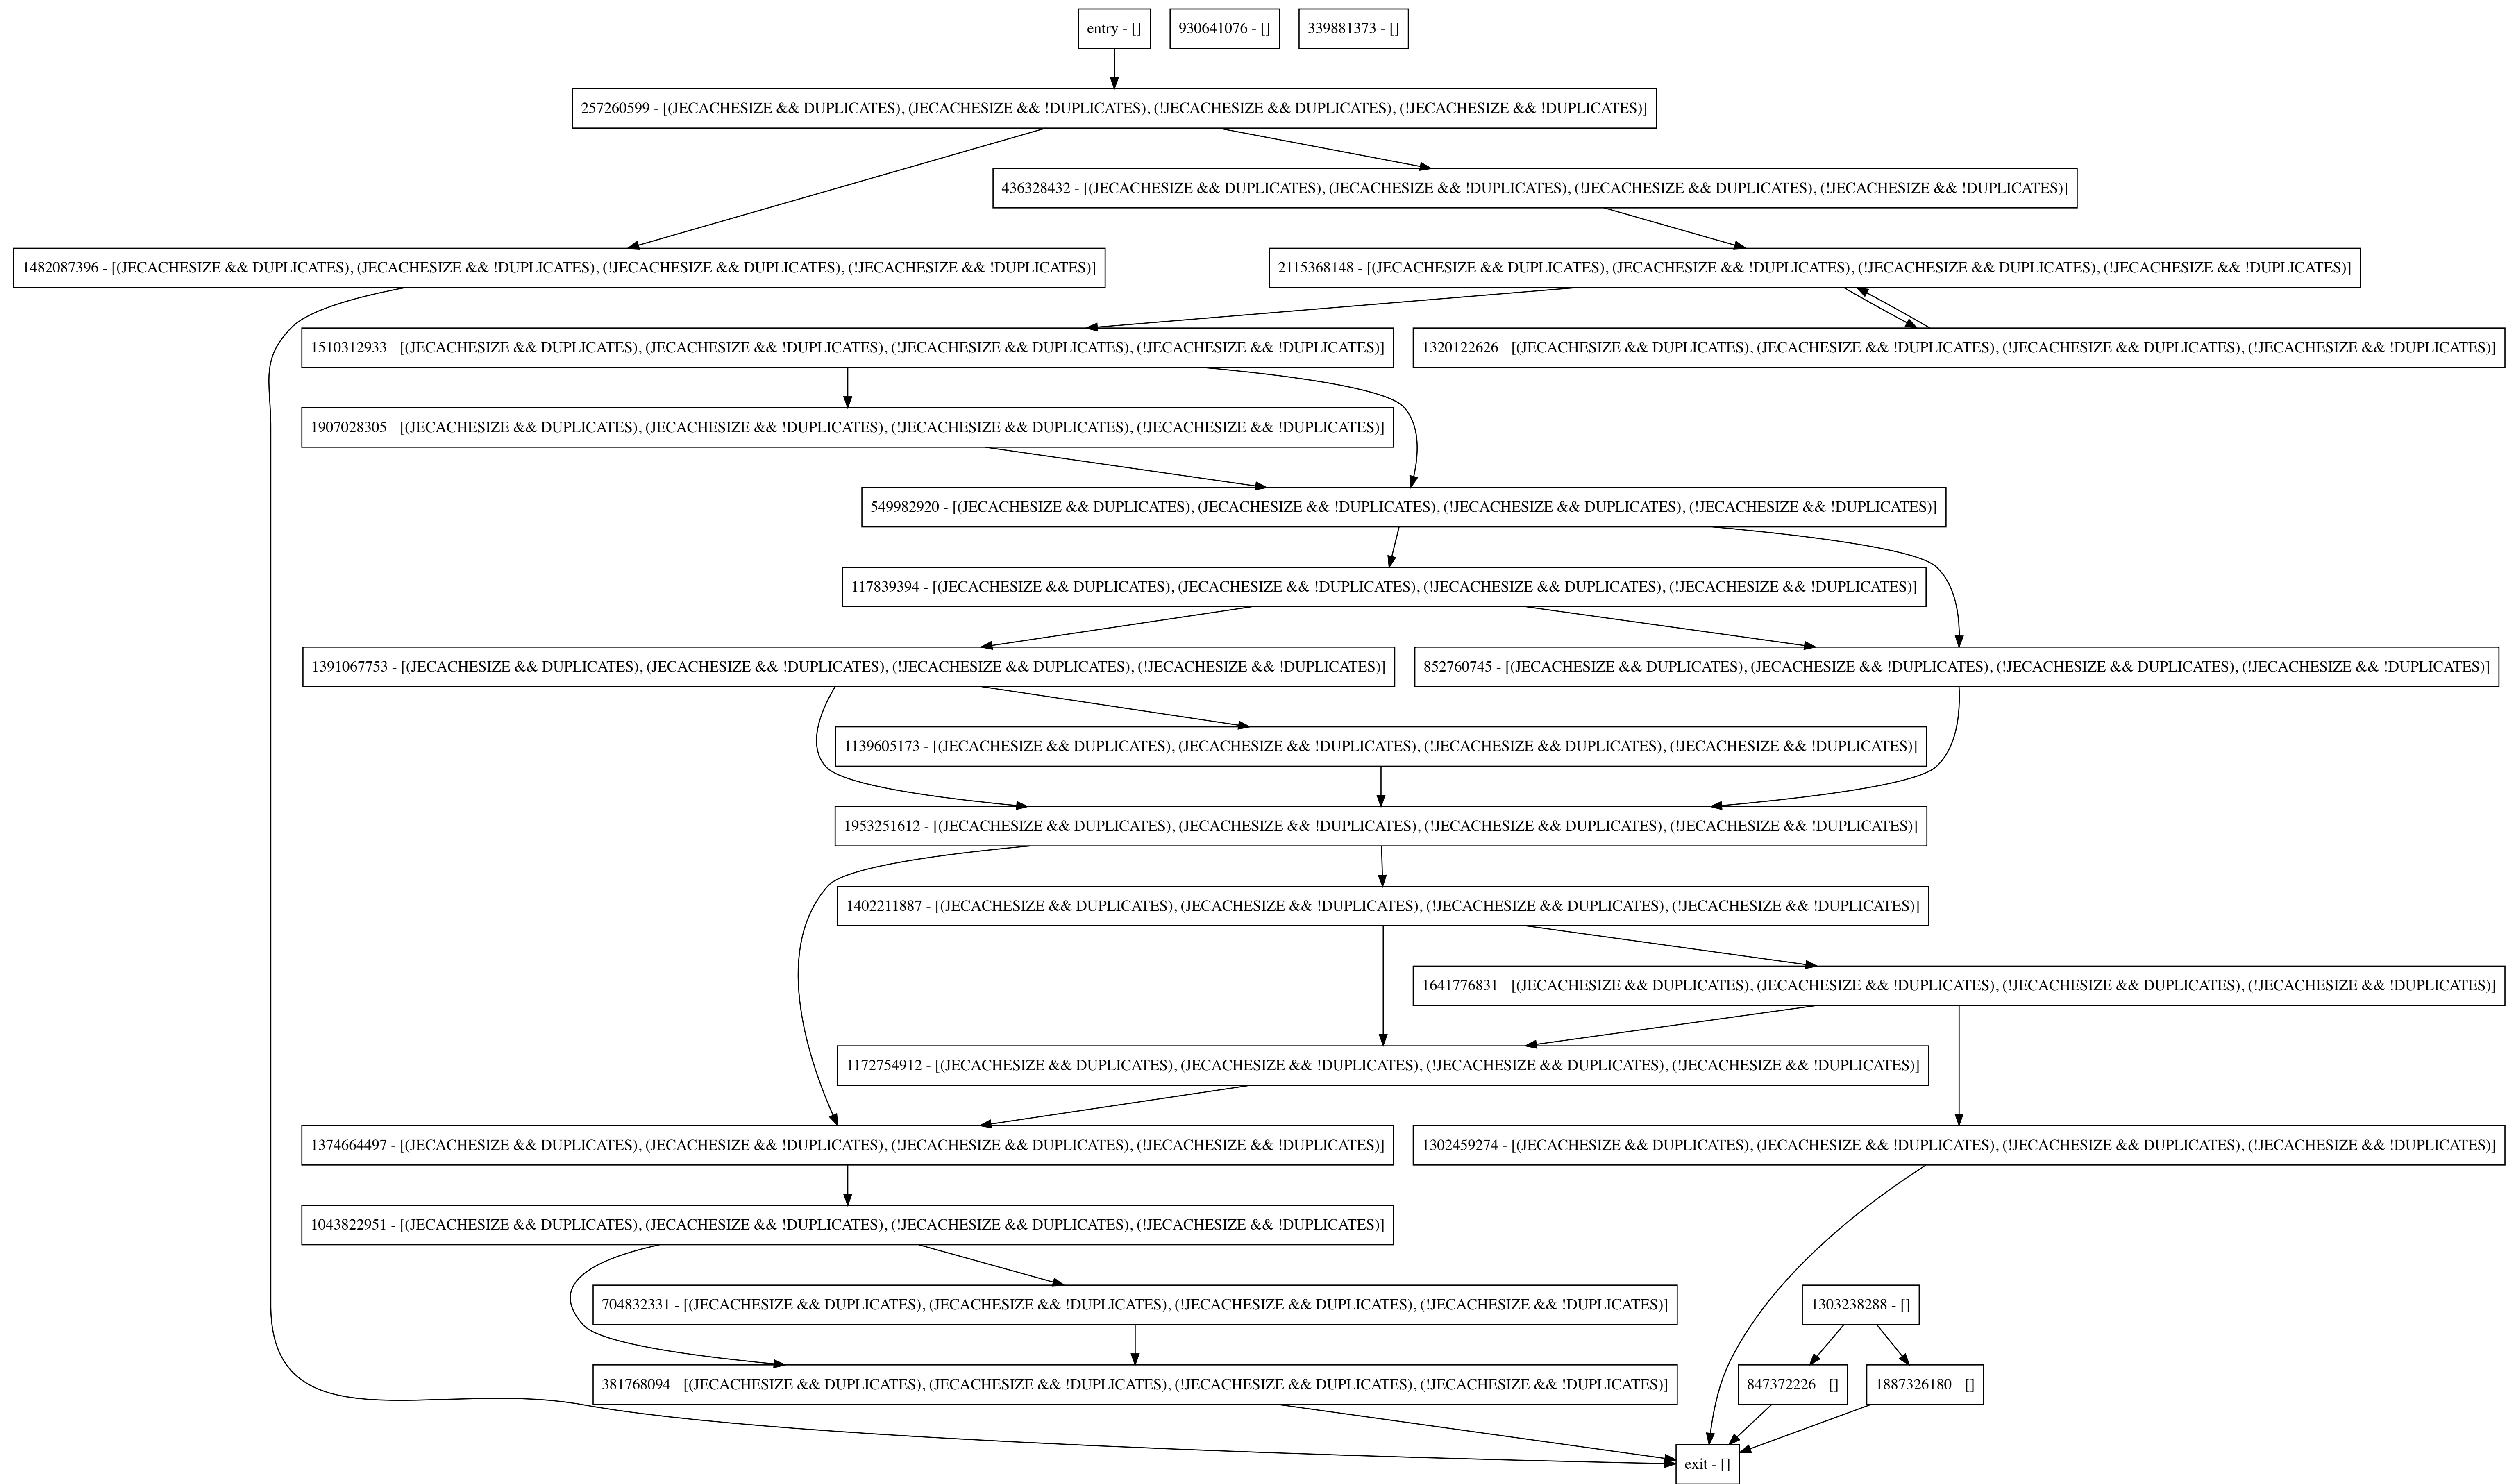 entry - []
930641076 - []
339881373 - []
257260599 - [(JECACHESIZE && DUPLICATES), (JECACHESIZE && !DUPLICATES), (!JECACHESIZE && DUPLICATES), (!JECACHESIZE && !DUPLICATES)]
436328432 - [(JECACHESIZE && DUPLICATES), (JECACHESIZE && !DUPLICATES), (!JECACHESIZE && DUPLICATES), (!JECACHESIZE && !DUPLICATES)]
1482087396 - [(JECACHESIZE && DUPLICATES), (JECACHESIZE && !DUPLICATES), (!JECACHESIZE && DUPLICATES), (!JECACHESIZE && !DUPLICATES)]
2115368148 - [(JECACHESIZE && DUPLICATES), (JECACHESIZE && !DUPLICATES), (!JECACHESIZE && DUPLICATES), (!JECACHESIZE && !DUPLICATES)]
1510312933 - [(JECACHESIZE && DUPLICATES), (JECACHESIZE && !DUPLICATES), (!JECACHESIZE && DUPLICATES), (!JECACHESIZE && !DUPLICATES)]
1320122626 - [(JECACHESIZE && DUPLICATES), (JECACHESIZE && !DUPLICATES), (!JECACHESIZE && DUPLICATES), (!JECACHESIZE && !DUPLICATES)]
1907028305 - [(JECACHESIZE && DUPLICATES), (JECACHESIZE && !DUPLICATES), (!JECACHESIZE && DUPLICATES), (!JECACHESIZE && !DUPLICATES)]
549982920 - [(JECACHESIZE && DUPLICATES), (JECACHESIZE && !DUPLICATES), (!JECACHESIZE && DUPLICATES), (!JECACHESIZE && !DUPLICATES)]
117839394 - [(JECACHESIZE && DUPLICATES), (JECACHESIZE && !DUPLICATES), (!JECACHESIZE && DUPLICATES), (!JECACHESIZE && !DUPLICATES)]
1391067753 - [(JECACHESIZE && DUPLICATES), (JECACHESIZE && !DUPLICATES), (!JECACHESIZE && DUPLICATES), (!JECACHESIZE && !DUPLICATES)]
852760745 - [(JECACHESIZE && DUPLICATES), (JECACHESIZE && !DUPLICATES), (!JECACHESIZE && DUPLICATES), (!JECACHESIZE && !DUPLICATES)]
1139605173 - [(JECACHESIZE && DUPLICATES), (JECACHESIZE && !DUPLICATES), (!JECACHESIZE && DUPLICATES), (!JECACHESIZE && !DUPLICATES)]
1953251612 - [(JECACHESIZE && DUPLICATES), (JECACHESIZE && !DUPLICATES), (!JECACHESIZE && DUPLICATES), (!JECACHESIZE && !DUPLICATES)]
1402211887 - [(JECACHESIZE && DUPLICATES), (JECACHESIZE && !DUPLICATES), (!JECACHESIZE && DUPLICATES), (!JECACHESIZE && !DUPLICATES)]
1641776831 - [(JECACHESIZE && DUPLICATES), (JECACHESIZE && !DUPLICATES), (!JECACHESIZE && DUPLICATES), (!JECACHESIZE && !DUPLICATES)]
1172754912 - [(JECACHESIZE && DUPLICATES), (JECACHESIZE && !DUPLICATES), (!JECACHESIZE && DUPLICATES), (!JECACHESIZE && !DUPLICATES)]
1374664497 - [(JECACHESIZE && DUPLICATES), (JECACHESIZE && !DUPLICATES), (!JECACHESIZE && DUPLICATES), (!JECACHESIZE && !DUPLICATES)]
1302459274 - [(JECACHESIZE && DUPLICATES), (JECACHESIZE && !DUPLICATES), (!JECACHESIZE && DUPLICATES), (!JECACHESIZE && !DUPLICATES)]
1043822951 - [(JECACHESIZE && DUPLICATES), (JECACHESIZE && !DUPLICATES), (!JECACHESIZE && DUPLICATES), (!JECACHESIZE && !DUPLICATES)]
704832331 - [(JECACHESIZE && DUPLICATES), (JECACHESIZE && !DUPLICATES), (!JECACHESIZE && DUPLICATES), (!JECACHESIZE && !DUPLICATES)]
1303238288 - []
381768094 - [(JECACHESIZE && DUPLICATES), (JECACHESIZE && !DUPLICATES), (!JECACHESIZE && DUPLICATES), (!JECACHESIZE && !DUPLICATES)]
847372226 - []
1887326180 - []
exit - []